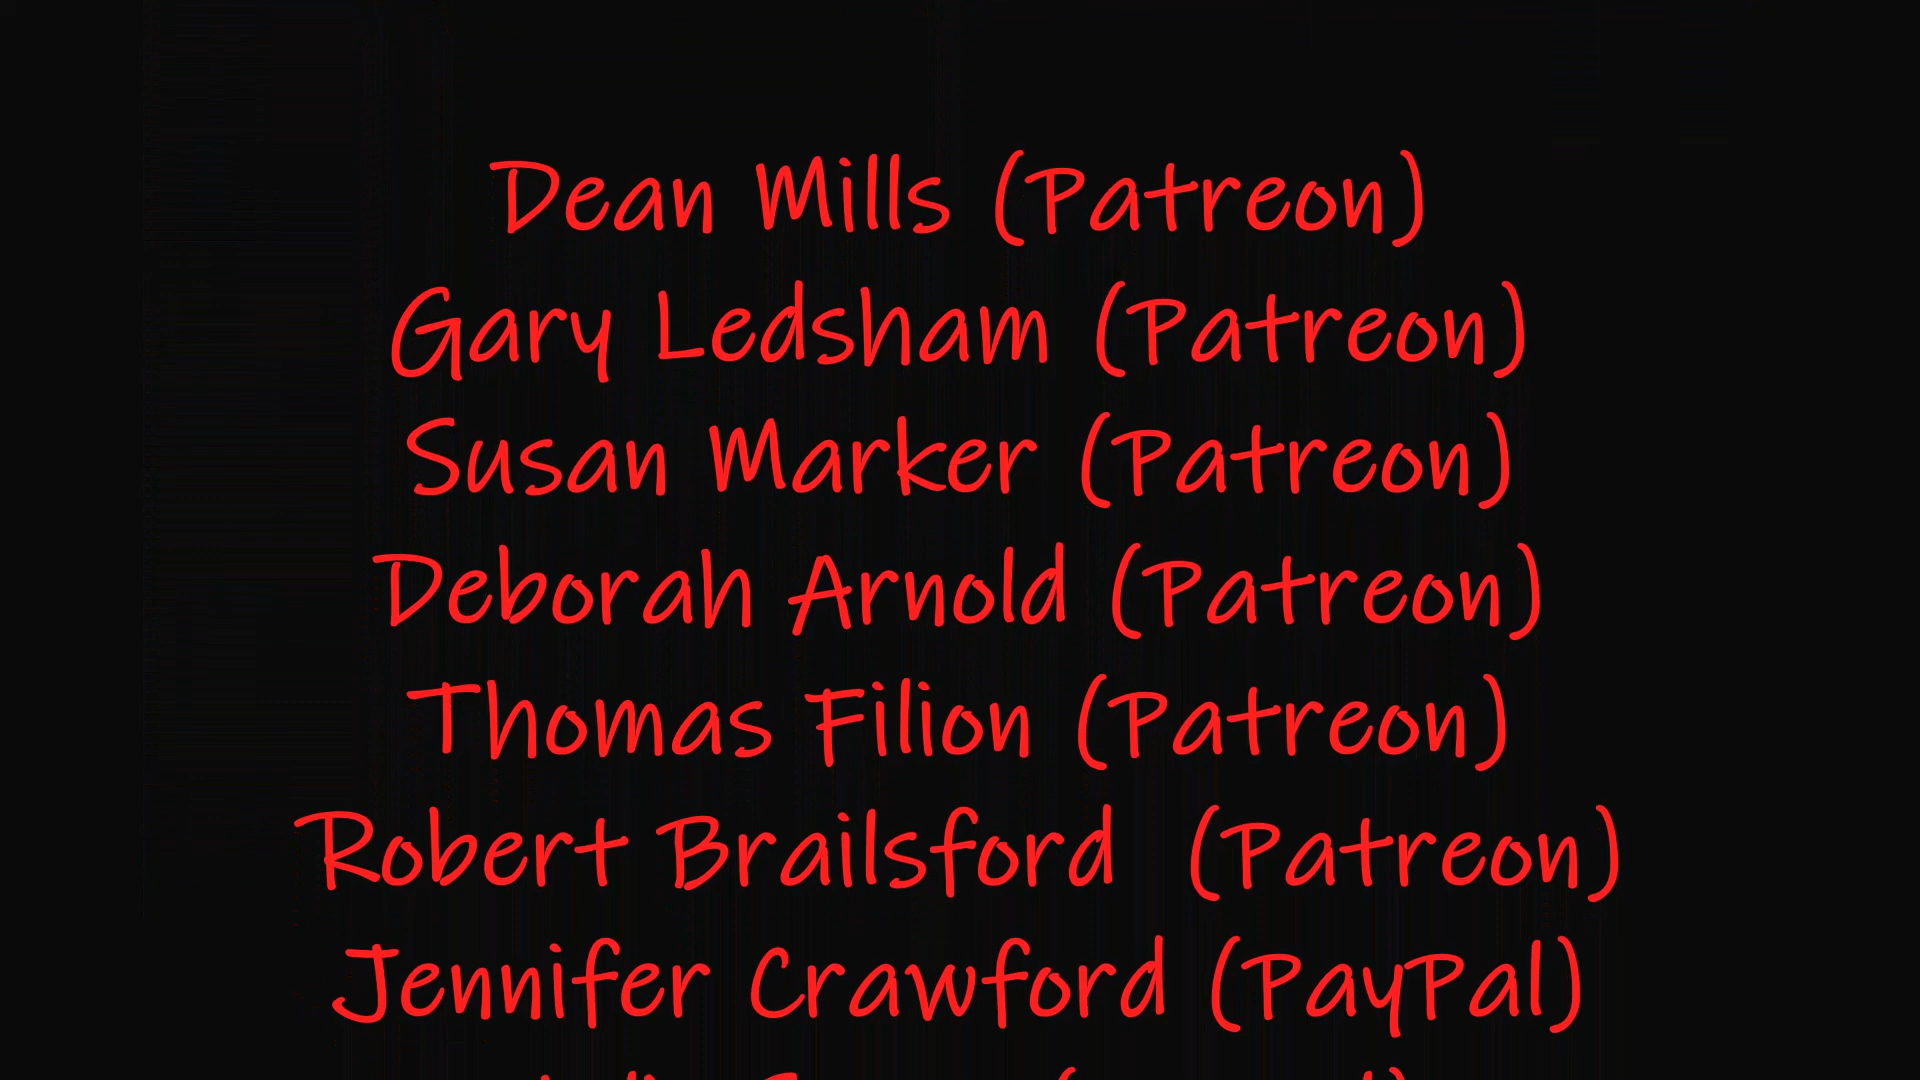 Dean Mills (Patreon)
Gary Ledsham (Patreon)
Susan Marker (Patreon)
Deborah Arnold (Patreon)
Thomas Filion (Patreon)
Robert Brailsford (Patreon)
Jennifer Crawford (PayPal)